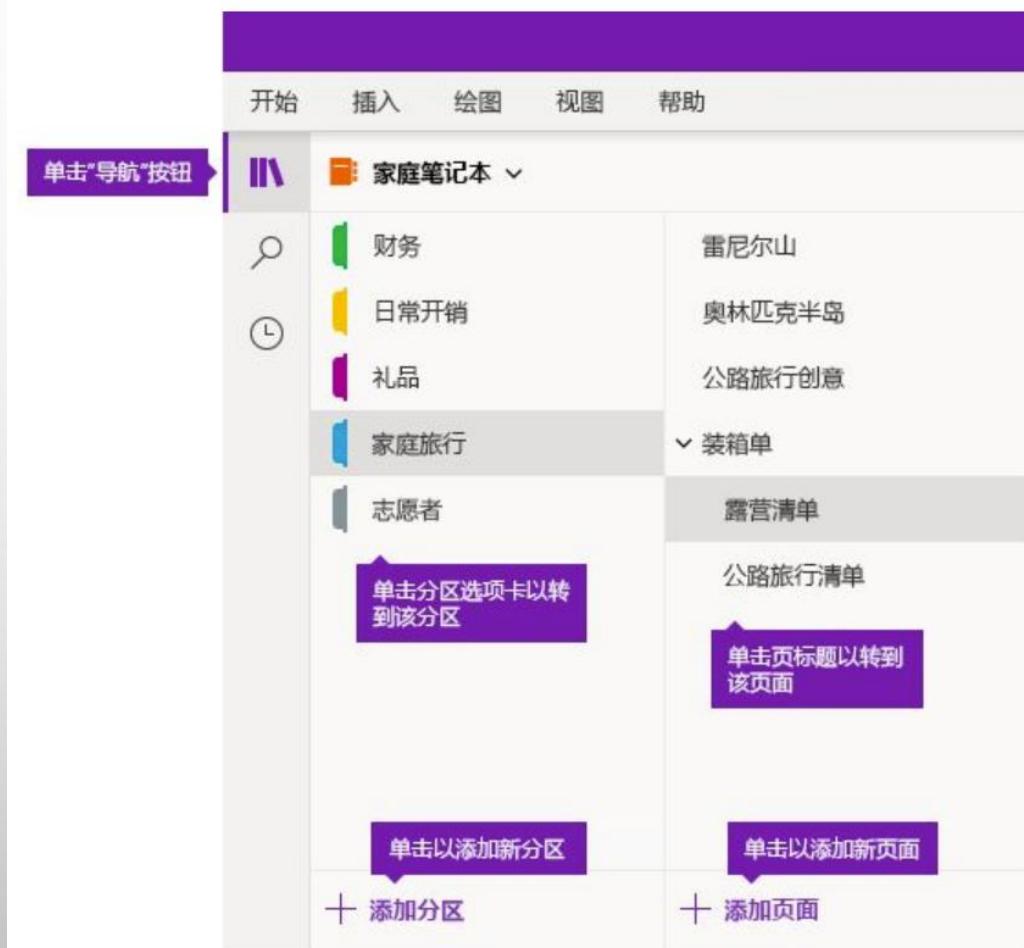 开始 插入 绘图 视图 帮助
单击"导航"按钮
家庭笔记本
财务
日常开销
礼品
家庭旅行
志愿者
单击分区选项卡以转
到该分区
雷尼尔山
奥林匹克半岛
公路旅行创意
装箱单
露营清单
公路旅行清单
单击页标题以转到
该页面
单击以添加新分区
添加分区
单击以添加新页面
添加页面